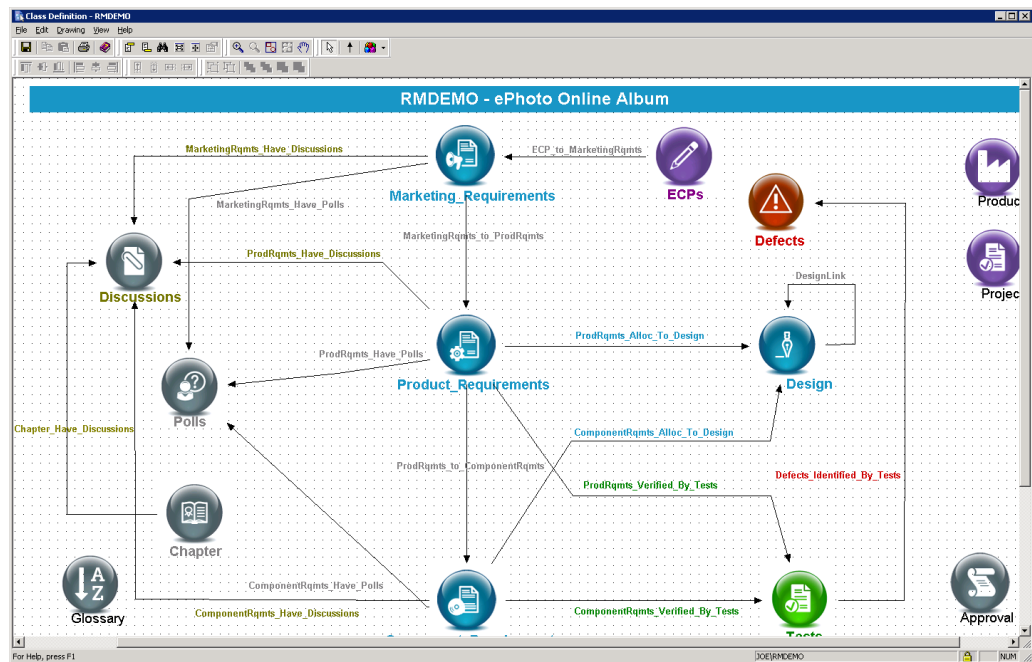 Class Definition - RMDEMO
File Edit Drawing View Help
RMDEMO - ePhoto Online Album
MarketingRqmts_Have_Discussions
ECP_to_MarketingRqmts
Marketing_Requirements
ECPs
Produc
MarketingRqmts_Have_Polls
MarketingRqmts_to_ProdRqmts
Defects
ProdRqmts_Have_Discussions
DesignLink
Discussions
Projec
ProdRqmts_Alloc_To_Design
ProdRqmts_Have_Polls
Product_Requirements
Design
Polls
Chapter_Have_Discussions
ComponentRqmts_Alloc_To_Design
ProdRqmts_to_ComponentRqmts
Defects_Identified_By_Tests
ProdRqmts_Verified_By_Tests
Chapter
A
Z
ComponentRqmts_Have_Polls
Glossary
ComponentRqmts_Have_Discussions
ComponentRqmts_Verified_By_Tests
Approval
Tests
For Help, press F1
JOE\RMDEMO
NUM